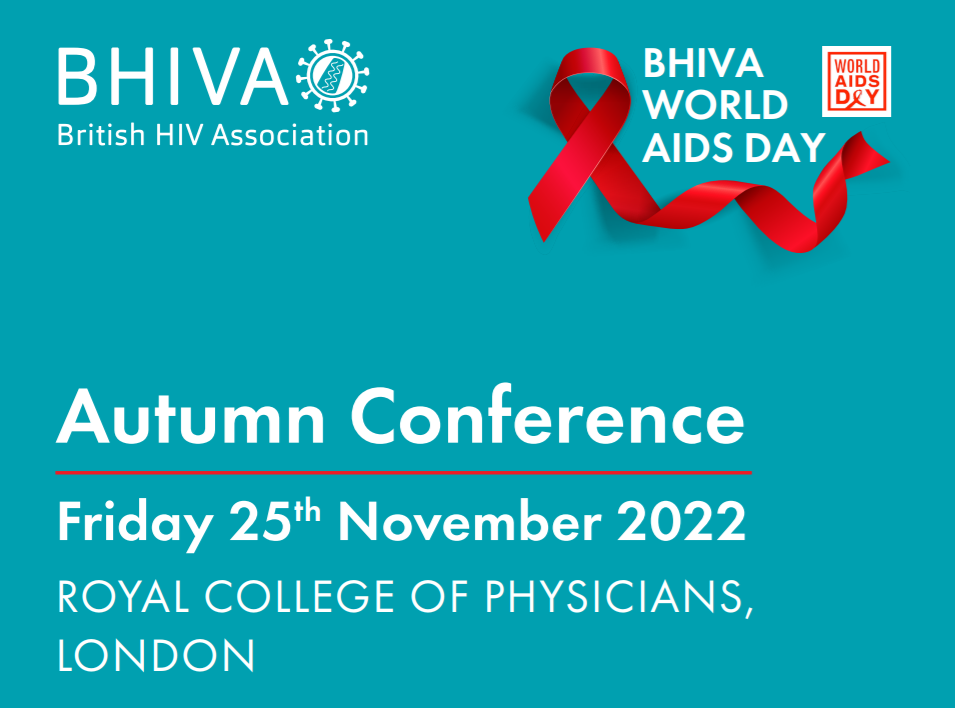 BHIVA
British HIV Association
BHIVA
WORLD
AIDS DAY
WORLD
AIDS
DAY
Autumn Conference
Friday 25th November 2022
ROYAL COLLEGE OF PHYSICIANS,
LONDON